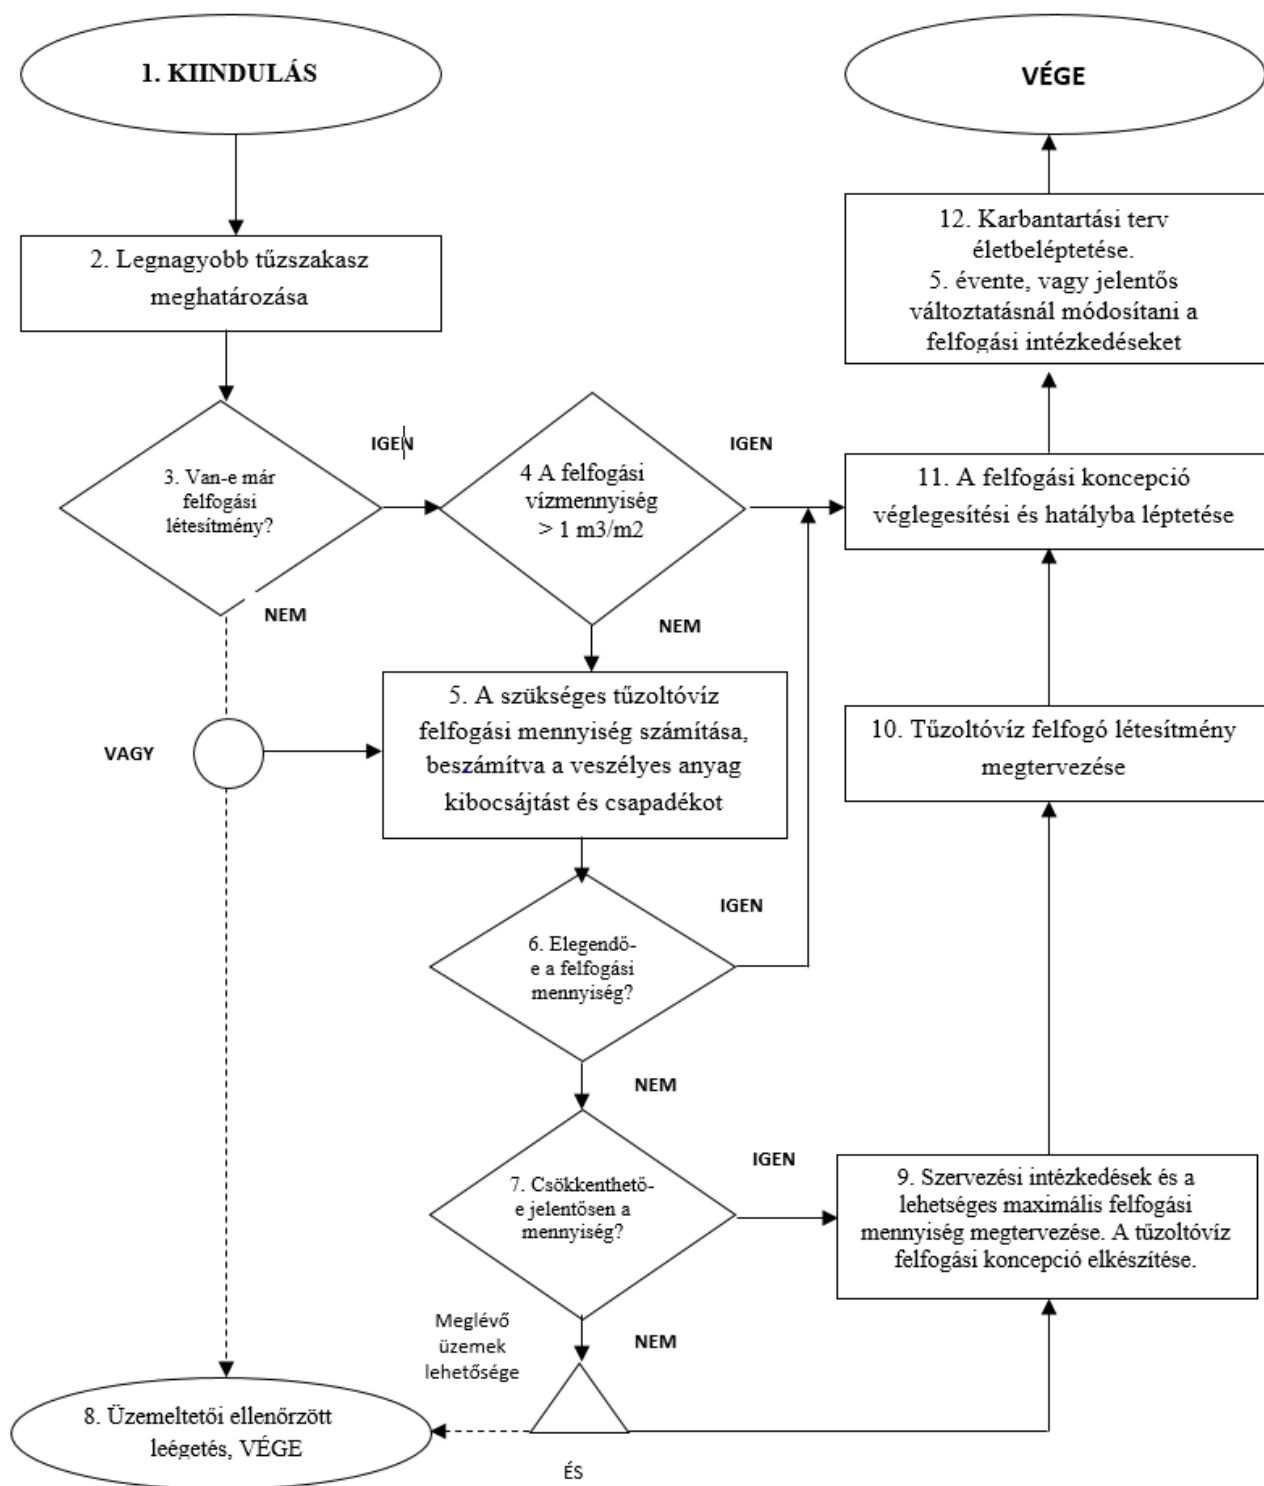 1. KIINDULÁS
VÉGE
2. Legnagyobb tűzszakasz
meghatározása
12. Karbantartási terv
életbeléptetése.
5. évente, vagy jelentős
változtatásnál módosítani a
felfogási intézkedéseket
3. Van-e már
felfogási
létesítmény?
IGEN
NEM
4 A felfogási
vízmennyiség
> 1 m3/m2
IGEN
NEM
11. A felfogási koncepció
véglegesítési és hatályba léptetése
VAGY
5. A szükséges tűzoltóvíz
felfogási mennyiség számítása,
beszámítva a veszélyes anyag
kibocsájtást és csapadékot
10. Tűzoltóvíz felfogó létesítmény
megtervezése
6. Elegendő-
e a felfogási
mennyiség?
IGEN
NEM
7. Csökkenthető-
e jelentősen a
mennyiség?
IGEN
NEM
9. Szervezési intézkedések és a
lehetséges maximális felfogási
mennyiség megtervezése. A tűzoltóvíz
felfogási koncepció elkészítése.
Meglévő
üzemek
lehetősége
8. Üzemeltetői ellenőrzött
leégetés, VÉGE
ÉS